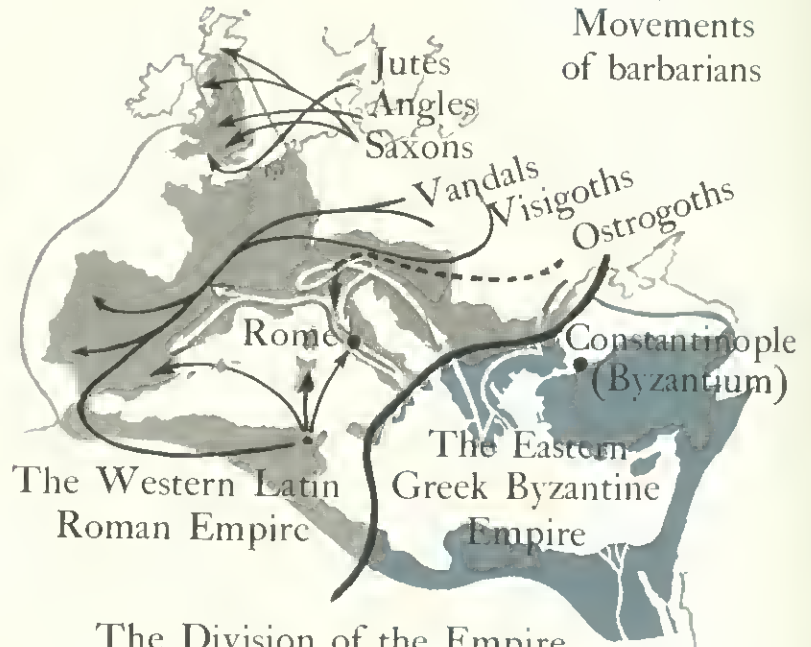 Movements
of barbarians
Jutes
Angles
Saxons
Vandals
Visigoths
Ostrogoths
Rome
Constantinople
(Byzantium)
The Western Latin
Roman Empire
The Eastern
Greek Byzantine
Empire
The Division of the Empire